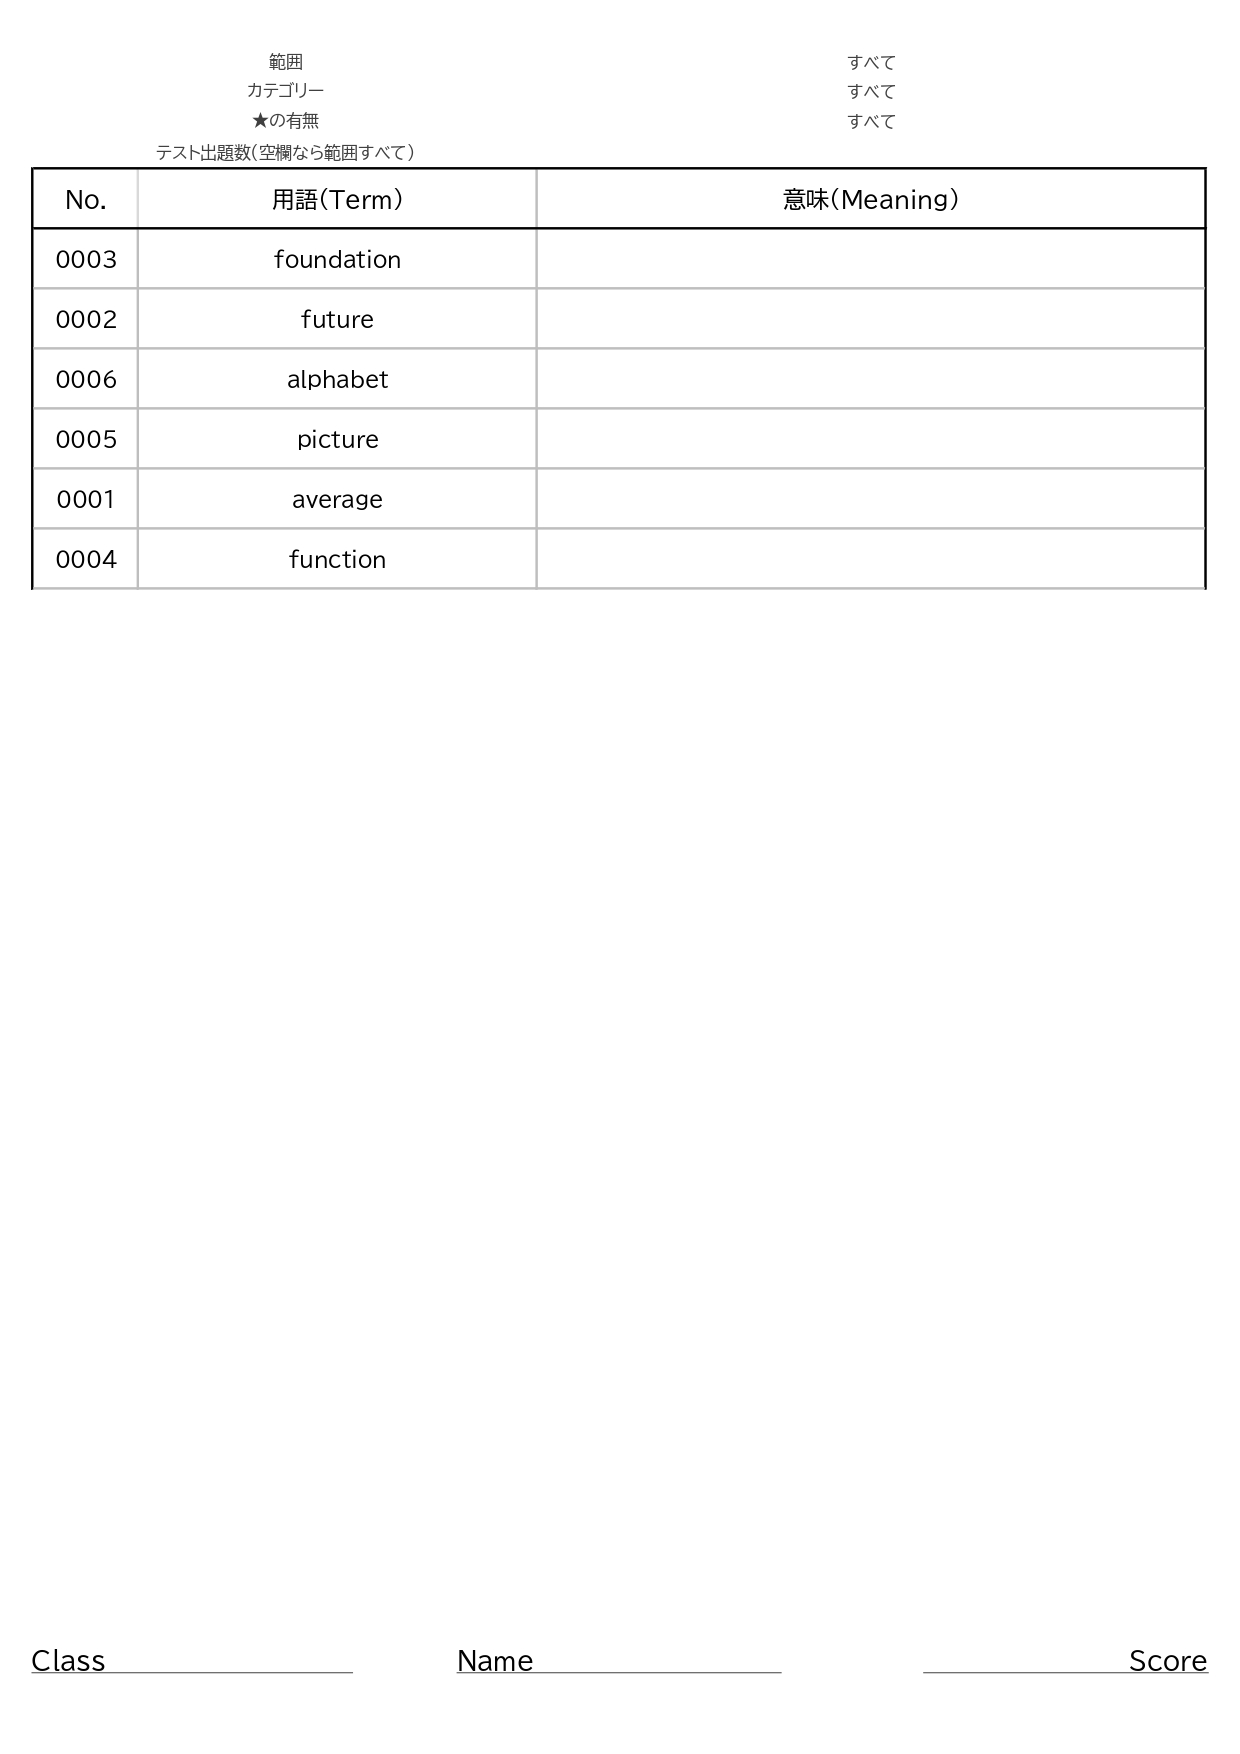 範囲 すべて
カテゴリー すべて
★の有無 すべて
テスト出題数(空欄なら範囲すべて)
No. 用語(Term) 意味(Meaning)
0003 foundation
0002 future
0006 alphabet
0005 picture
0001 average
0004 function
Class Name Score